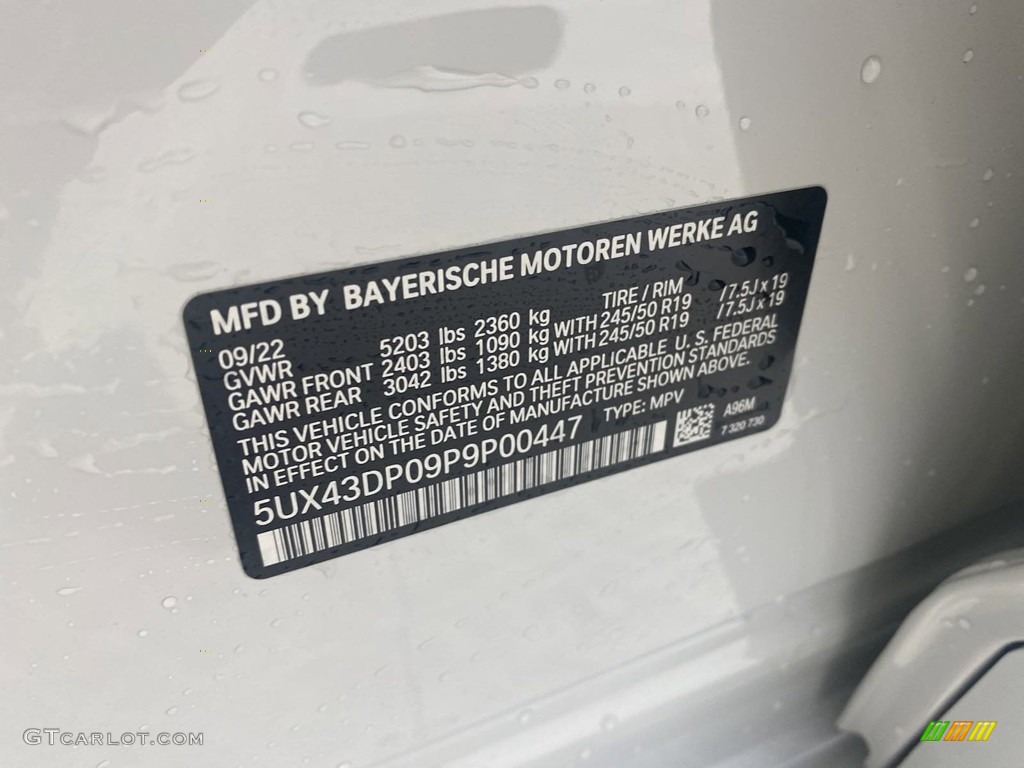 MFD BY BAYERISCHE MOTOREN WERKE AG
09/22 TIRE / RIM
GVWR 5203 lbs 2360 kg
GAWR FRONT 2403 lbs 1090 kg WITH 245/50 R19 / 7.5J x 19
GAWR REAR 3042 lbs 1380 kg WITH 245/50 R19 / 7.5J x 19
THIS VEHICLE CONFORMS TO ALL APPLICABLE U. S. FEDERAL
MOTOR VEHICLE SAFETY AND THEFT PREVENTION STANDARDS
IN EFFECT ON THE DATE OF MANUFACTURE SHOWN ABOVE.
5UX43DP09P9P00447 TYPE: MPV
A96M
7 320 730
GTcarlot.com